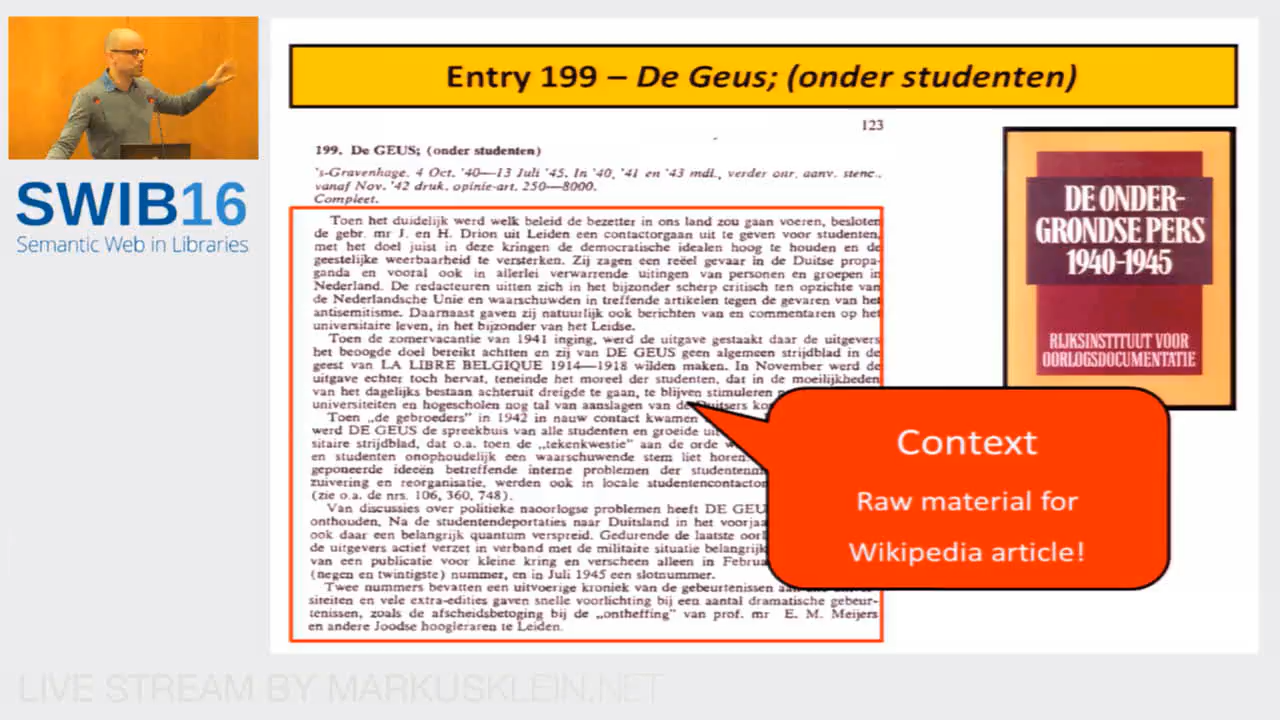 SWIB16
Semantic Web in Libraries
Entry 199 – De Geus; (onder studenten)
123
199. De GEUS; (onder studenten)
's-Gravenhage. 4 Oct. '40—13 Juli '45. In '40, '41 en '43 mdl., verder onr. aanv. stenc.,
vanaf Nov. '42 druk. opinie-art. 250—8000.
Compleet.
Toen het duidelijk werd welk beleid de bezetter in ons land zou gaan voeren, besloten
de gebr. mr J. en H. Drion uit Leiden een contactorgaan uit te geven voor studenten,
met het doel juist in deze kringen de democratische idealen hoog te houden en de
geestelijke weerbaarheid te versterken. Zij zagen een reëel gevaar in de Duitse propa-
ganda en vooral ook in allerlei verwarrende uitingen van personen en groepen in
Nederland. De redacteuren uitten zich in het bijzonder scherp critisch ten opzichte van
de Nederlandsche Unie en waarschuwden in treffende artikelen tegen de gevaren van het
antisemitisme. Daarnaast gaven zij natuurlijk ook berichten van en commentaren op het
universitaire leven, in het bijzonder van het Leidse.
Toen de zomervacantie van 1941 inging, werd de uitgave gestaakt daar de uitgevers
het beoogde doel bereikt achtten en zij van DE GEUS geen algemeen strijdblad in de
geest van LA LIBRE BELGIQUE 1914—1918 wilden maken. In November werd de
uitgave echter toch hervat, teneinde het moreel der studenten, dat in de moeilijkheden
van het dagelijks bestaan achteruit dreigde te gaan, te blijven stimuleren
universiteiten en hogescholen nog tal van aanslagen van de Duitsers
Toen „de gebroeders" in 1942 in nauw contact kwamen
werd DE GEUS de spreekbuis van alle studenten en groeide
sitaire strijdblad, dat o.a. toen de „tekenkwestie" aan de orde
en studenten onophoudelijk een waarschuwende stem liet horen.
geponeerde ideeën betreffende interne problemen der
zuivering en reorganisatie, werden ook in locale
(zie o.a. de nrs. 106, 360, 748).
Van discussies over politieke naoorlogse problemen heeft DE
onthouden. Na de studentendeportaties naar Duitsland in het
ook daar een belangrijk quantum verspreid. Gedurende de laatste
de uitgevers actief verzet in verband met de militaire situatie
van een publicatie voor kleine kring en verscheen alleen in
(negen en twintigste) nummer, en in Juli 1945 een slotnummer.
Twee nummers bevatten een uitvoerige kroniek van de gebeurtenissen
siteiten en vele extra-edities gaven snelle voorlichting bij een aantal dramatische gebeur-
tenissen, zoals de afscheidsbetoging bij de „ontheffing" van prof. mr E. M. Meijers
en andere Joodse hoogleraren te Leiden.
DE ONDER-
GRONDSE PERS
1940-1945
RIJKSINSTITUUT VOOR
OORLOGSDOCUMENTATIE
Context
Raw material for
Wikipedia article!
LIVE STREAM BY MARKUSKLEIN.NET